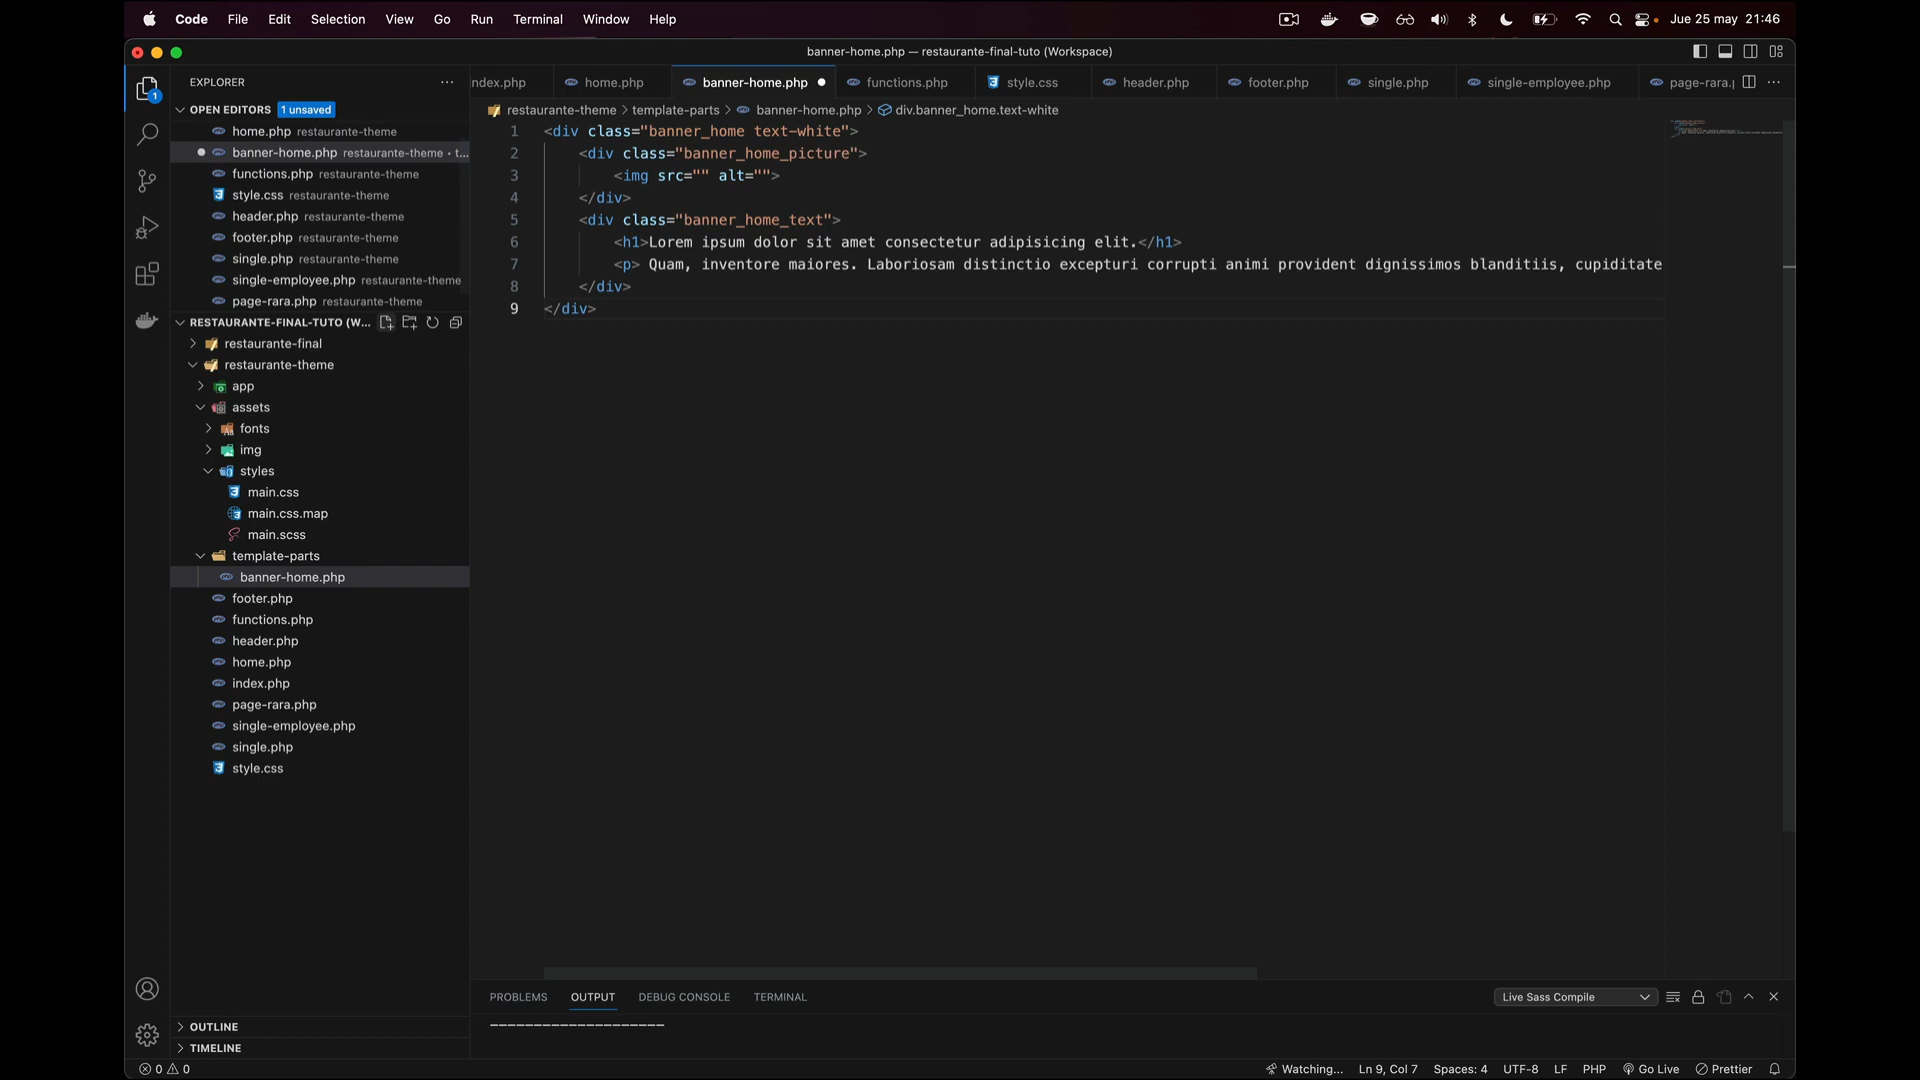 Code File Edit Selection View Go Run Terminal Window Help Jue 25 may 21:46
banner-home.php — restaurante-final-tuto (Workspace)
EXPLORER
index.php home.php banner-home.php functions.php style.css header.php footer.php single.php single-employee.php page-rara.p
OPEN EDITORS 1 unsaved
restaurante-theme > template-parts > banner-home.php > div.banner_home.text-white
home.php restaurante-theme
banner-home.php restaurante-theme • t...
functions.php restaurante-theme
style.css restaurante-theme
header.php restaurante-theme
footer.php restaurante-theme
single.php restaurante-theme
single-employee.php restaurante-theme
page-rara.php restaurante-theme
RESTAURANTE-FINAL-TUTO (W...
restaurante-final
restaurante-theme
app
assets
fonts
img
styles
main.css
main.css.map
main.scss
template-parts
banner-home.php
footer.php
functions.php
header.php
home.php
index.php
page-rara.php
single-employee.php
single.php
style.css
OUTLINE
TIMELINE
1 <div class="banner_home text-white">
2 <div class="banner_home_picture">
3 <img src="" alt="">
4 </div>
5 <div class="banner_home_text">
6 <h1>Lorem ipsum dolor sit amet consectetur adipisicing elit.</h1>
7 <p> Quam, inventore maiores. Laboriosam distinctio excepturi corrupti animi provident dignissimos blanditiis, cupiditate
8 </div>
9 </div>
PROBLEMS OUTPUT DEBUG CONSOLE TERMINAL Live Sass Compile
--------------------
0 0 Watching... Ln 9, Col 7 Spaces: 4 UTF-8 LF PHP Go Live Prettier